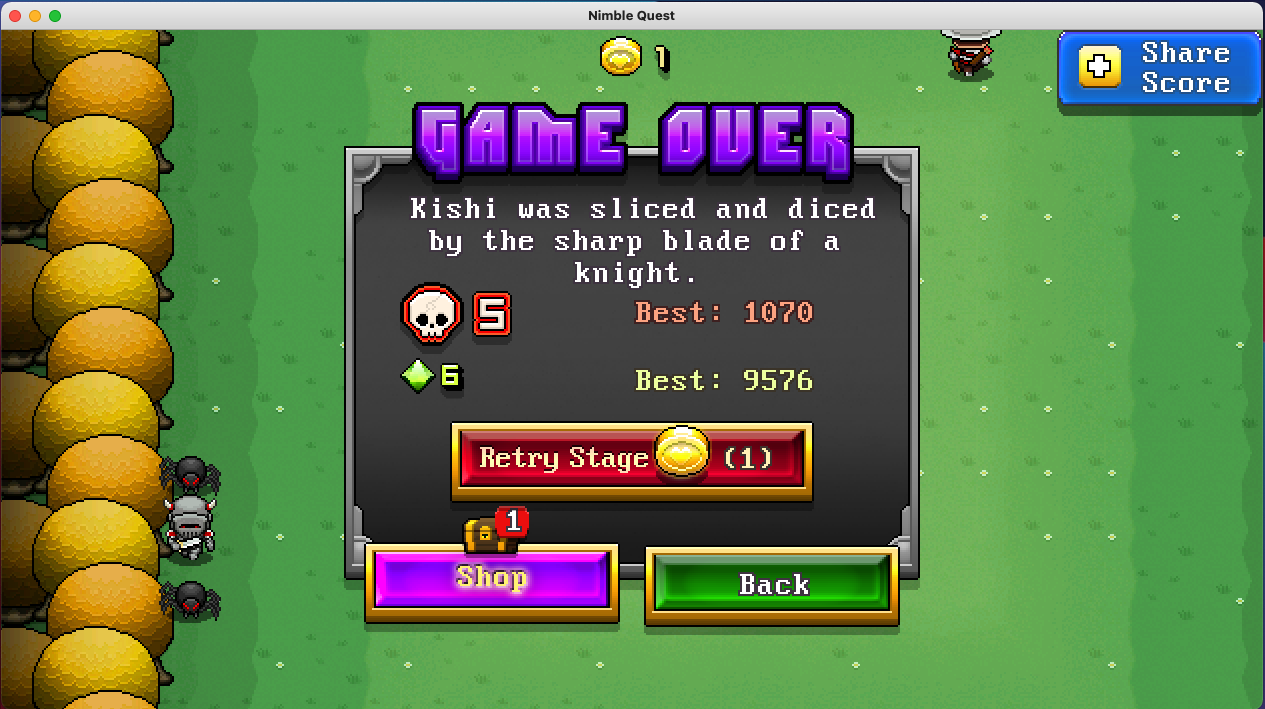 Nimble Quest
1
Share
Score
GAME OVER
Kishi was sliced and diced
by the sharp blade of a
knight.
5
Best: 1070
6
Best: 9576
Retry Stage (1)
1
Shop
Back